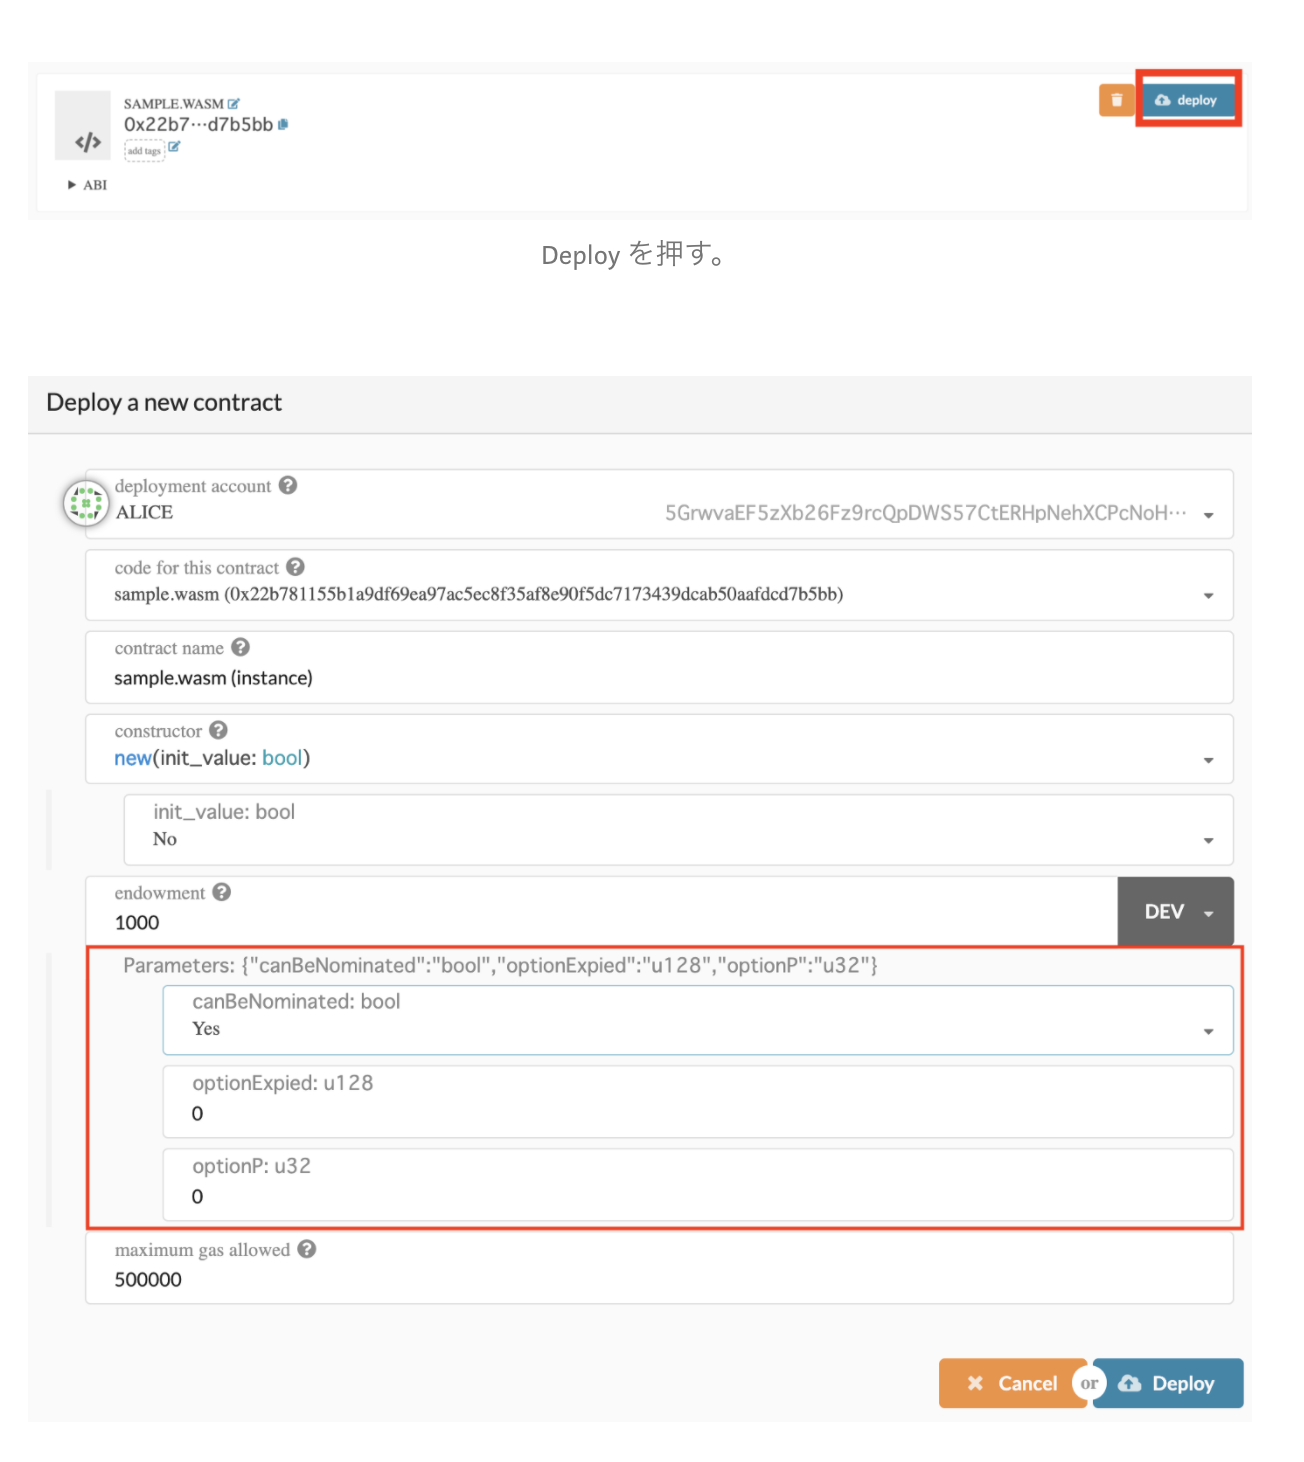 SAMPLE.WASM
deploy
0x22b7···d7b5bb
</>
add tags
ABI
Deploy を押す。
Deploy a new contract
deployment account
ALICE
5GrwvaEF5zXb26Fz9rcQpDWS57CtERHpNehXCPcNoH···
code for this contract
sample.wasm (0x22b781155b1a9df69ea97ac5ec8f35af8e90f5dc7173439dcab50aafdcd7b5bb)
contract name
sample.wasm (instance)
constructor
new(init_value: bool)
init_value: bool
No
endowment
1000
DEV
Parameters: {"canBeNominated":"bool","optionExpied":"u128","optionP":"u32"}
canBeNominated: bool
Yes
optionExpied: u128
0
optionP: u32
0
maximum gas allowed
500000
Cancel or Deploy